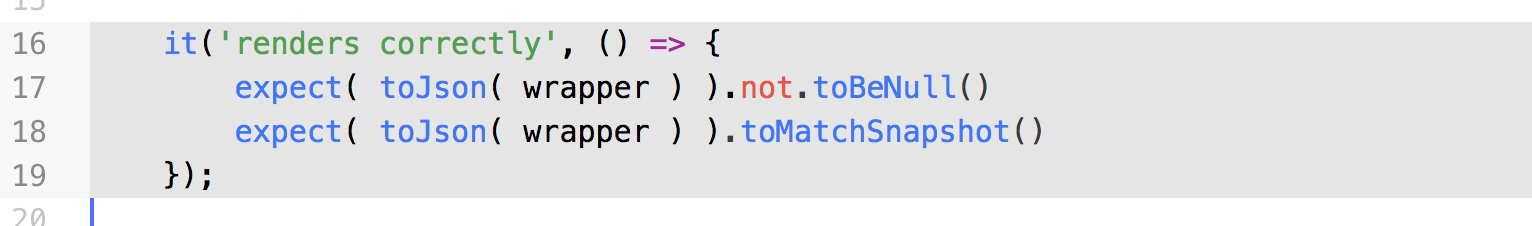 15
16 it('renders correctly', () => {
17 expect( toJson( wrapper ) ).not.toBeNull()
18 expect( toJson( wrapper ) ).toMatchSnapshot()
19 });
20